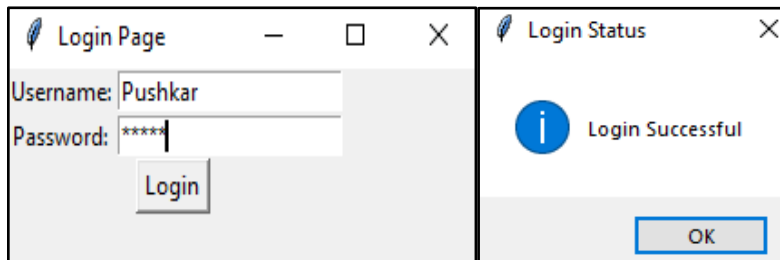 Login Page
Username: Pushkar
Password: *****
Login
Login Status
Login Successful
OK